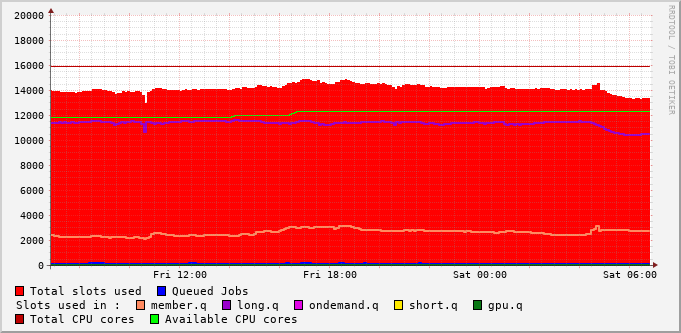 20000
18000
16000
14000
12000
10000
8000
6000
4000
2000
0
Fri 12:00 Fri 18:00 Sat 00:00 Sat 06:00
Total slots used Queued Jobs
Slots used in : member.q long.q ondemand.q short.q gpu.q
Total CPU cores Available CPU cores
RRDTOOL / TOBI OETIKER